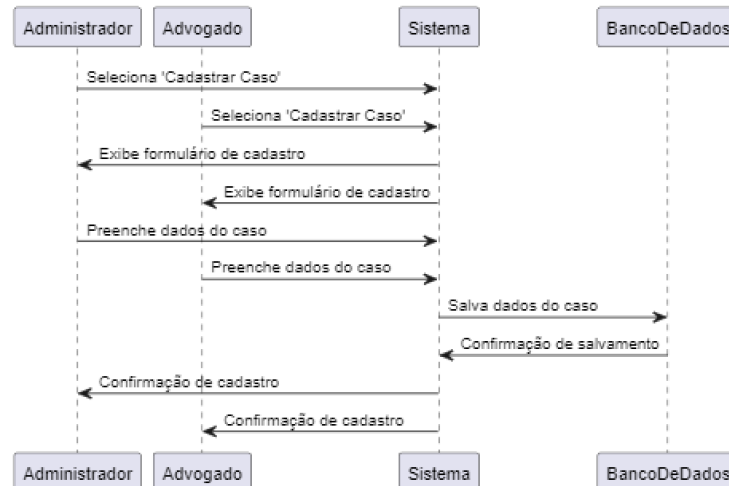 Administrador
Advogado
Sistema
BancoDeDados
Seleciona 'Cadastrar Caso'
Seleciona 'Cadastrar Caso'
Exibe formulário de cadastro
Exibe formulário de cadastro
Preenche dados do caso
Preenche dados do caso
Salva dados do caso
Confirmação de salvamento
Confirmação de cadastro
Confirmação de cadastro
Administrador
Advogado
Sistema
BancoDeDados